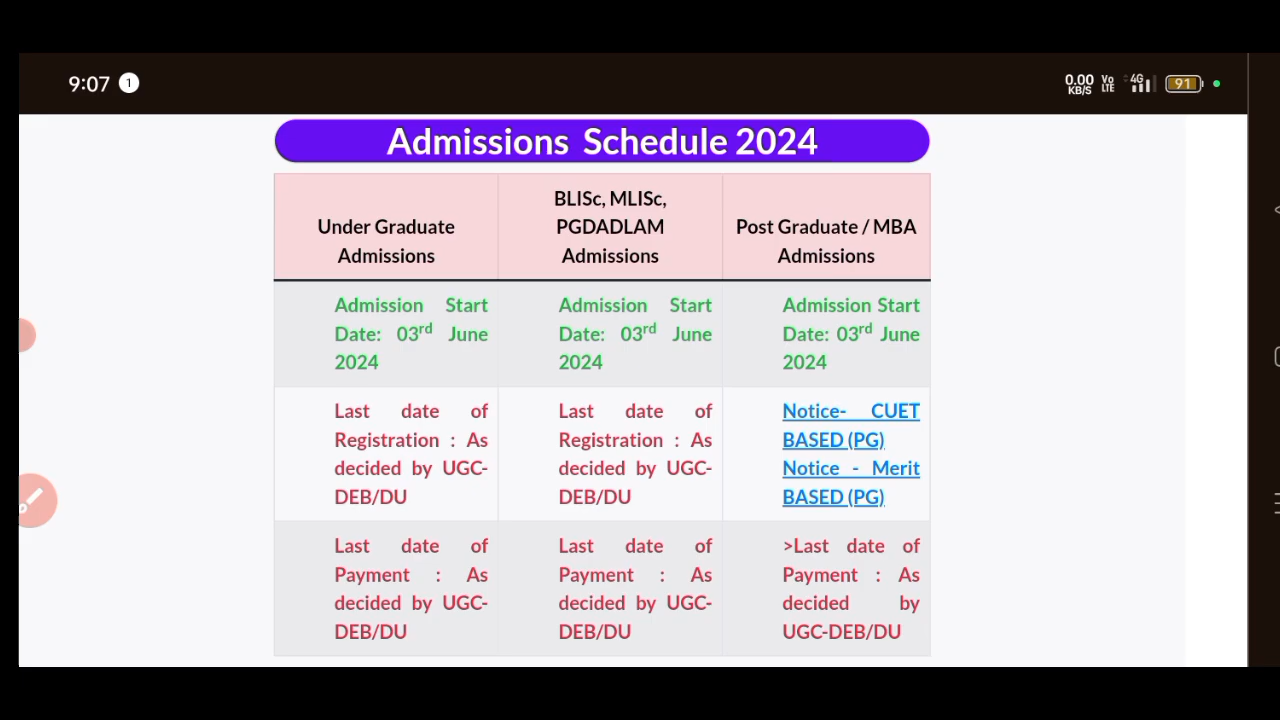 9:07 1
0.00 KB/S Vo LTE 4G 91
Admissions Schedule 2024
Under Graduate
Admissions
BLISc, MLISc,
PGDADLAM
Admissions
Post Graduate / MBA
Admissions
Admission Start
Date: 03rd June
2024
Admission Start
Date: 03rd June
2024
Admission Start
Date: 03rd June
2024
Last date of
Registration : As
decided by UGC-
DEB/DU
Last date of
Registration : As
decided by UGC-
DEB/DU
Notice- CUET
BASED (PG)
Notice - Merit
BASED (PG)
Last date of
Payment : As
decided by UGC-
DEB/DU
Last date of
Payment : As
decided by UGC-
DEB/DU
>Last date of
Payment : As
decided by
UGC-DEB/DU